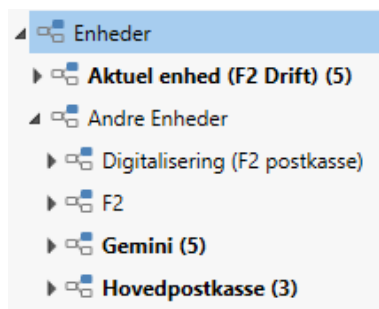 Enheder
Aktuel enhed (F2 Drift) (5)
Andre Enheder
Digitalisering (F2 postkasse)
F2
Gemini (5)
Hovedpostkasse (3)